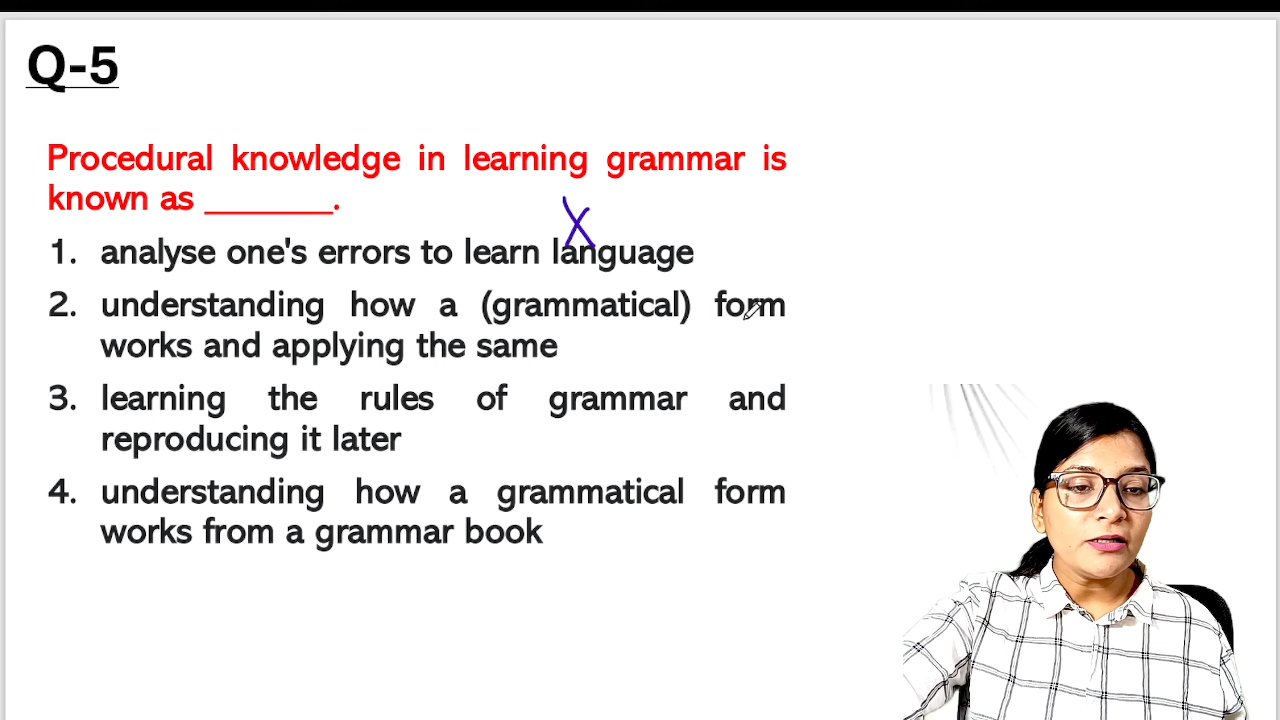 Q-5
Procedural knowledge in learning grammar is
known as ________.
1. analyse one's errors to learn language
2. understanding how a (grammatical) form
works and applying the same
3. learning the rules of grammar and
reproducing it later
4. understanding how a grammatical form
works from a grammar book